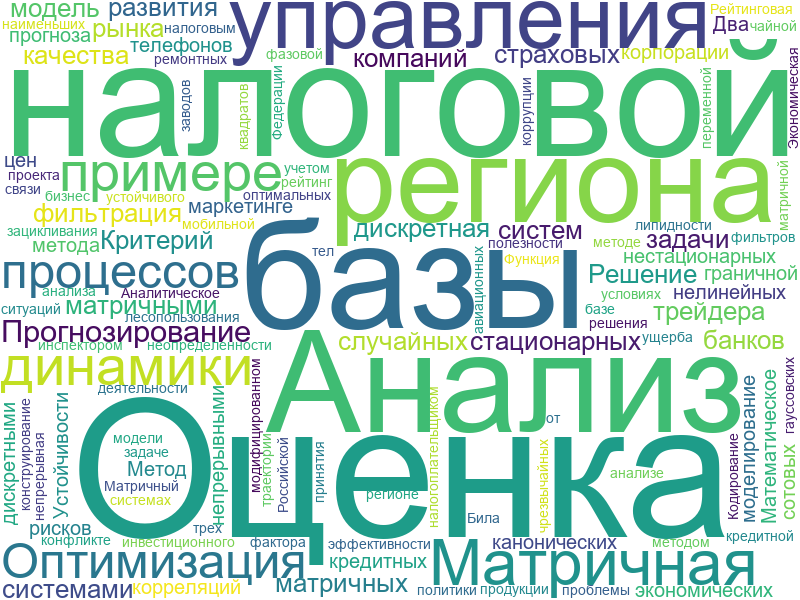 модель развития
наименьших
прогноза рынка
качества
налоговым
телефонов
ремонтных
управления
фазовой
компаний
страховых
корпорации
Рейтинговая
Два чайной
налоговой
заводов
квадратов
Федерации
коррупции
переменной
Экономическая
цен
проекта
связи
примере
бизнес
устойчивого
учетом
рейтинг
оптимальных
региона
матричной
фильтрация
маркетинге
зацикливания
мобильной
метода
Критерий
тел
дискретная
систем
полезности
Функция
методе
липидности
задачи
фильтров
нестационарных
процессов
базы
авиационных
Решение
граничной
условиях
нелинейных
анализа
Аналитическое
ситуаций
матричными
лесопользования
базе
решения
трейдера
Прогнозирование
инспектором
неопределенности
случайных
стационарных
ущерба
банков
динамики
Анализ
деятельности
гауссовских
дискретными
конструирование
непрерывная
Устойчивости
модели
задаче
Метод
Матричный
системах
непрерывными
модифицированном
траекторий
Российской
принятия
Оценка
регионе
налогоплательщиком
Била
от
чрезвычайных
анализе
Кодирование
моделирование
Математическое
сотовых
рисков
трех
конфликте
инвестиционного
фактора
эффективности
методом
канонических
кредитной
Оптимизация
кредитных
Матричная
системами
корреляций
матричных
политики
продукции
проблемы
экономических